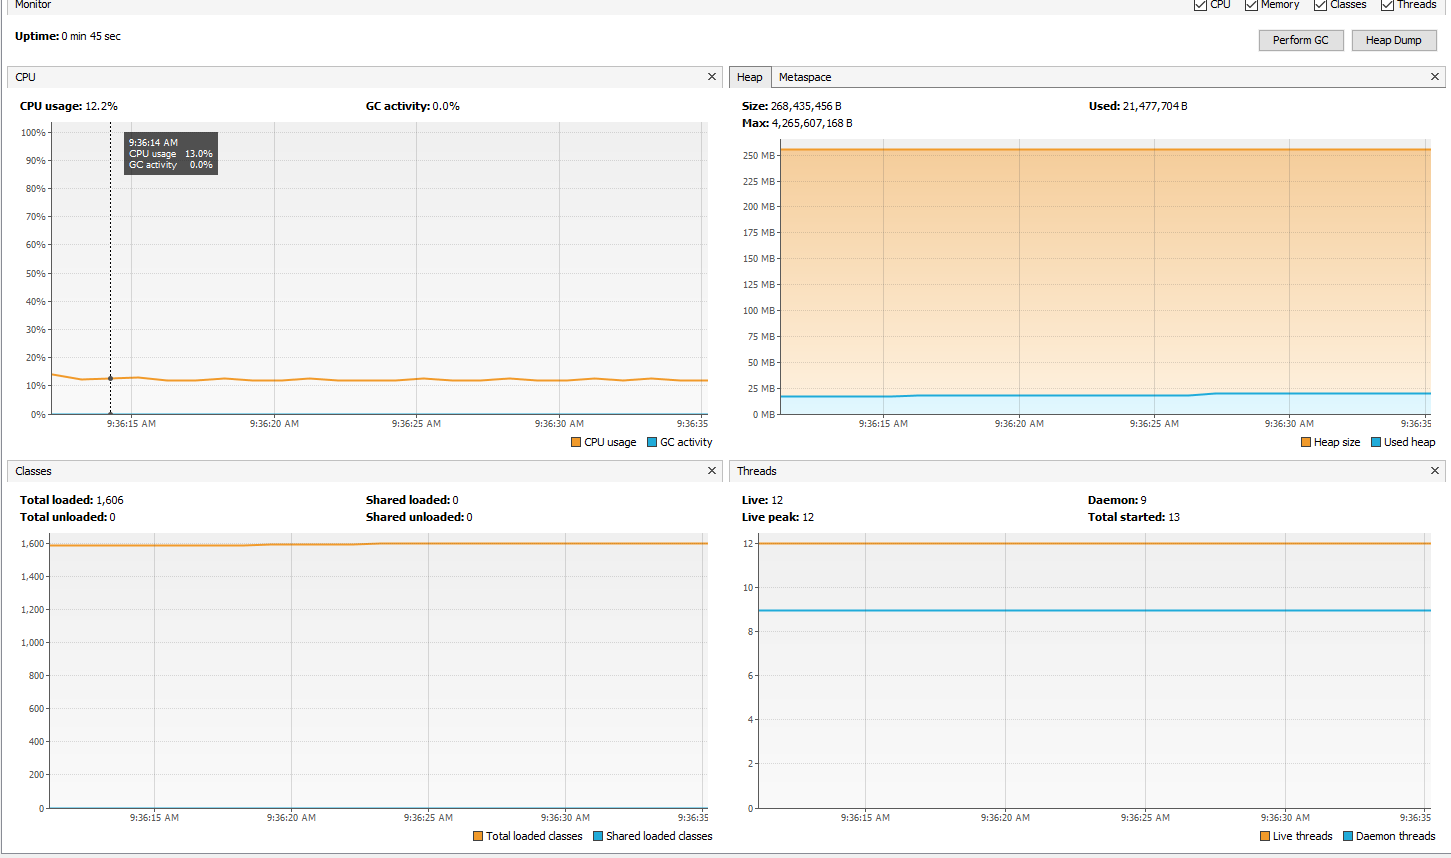 Monitor
CPU Memory Classes Threads
Uptime: 0 min 45 sec
Perform GC Heap Dump
CPU
CPU usage: 12.2% GC activity: 0.0%
100%
90%
80%
70%
60%
50%
40%
30%
20%
10%
0%
9:36:14 AM
CPU usage 13.0%
GC activity 0.0%
9:36:15 AM 9:36:20 AM 9:36:25 AM 9:36:30 AM 9:36:35
CPU usage GC activity
Heap Metaspace
Size: 268,435,456 B Used: 21,477,704 B
Max: 4,265,607,168 B
250 MB
225 MB
200 MB
175 MB
150 MB
125 MB
100 MB
75 MB
50 MB
25 MB
0 MB
9:36:15 AM 9:36:20 AM 9:36:25 AM 9:36:30 AM 9:36:35
Heap size Used heap
Classes
Total loaded: 1,606 Shared loaded: 0
Total unloaded: 0 Shared unloaded: 0
1,600
1,400
1,200
1,000
800
600
400
200
0
9:36:15 AM 9:36:20 AM 9:36:25 AM 9:36:30 AM 9:36:35
Total loaded classes Shared loaded classes
Threads
Live: 12 Daemon: 9
Live peak: 12 Total started: 13
12
10
8
6
4
2
0
9:36:15 AM 9:36:20 AM 9:36:25 AM 9:36:30 AM 9:36:35
Live threads Daemon threads